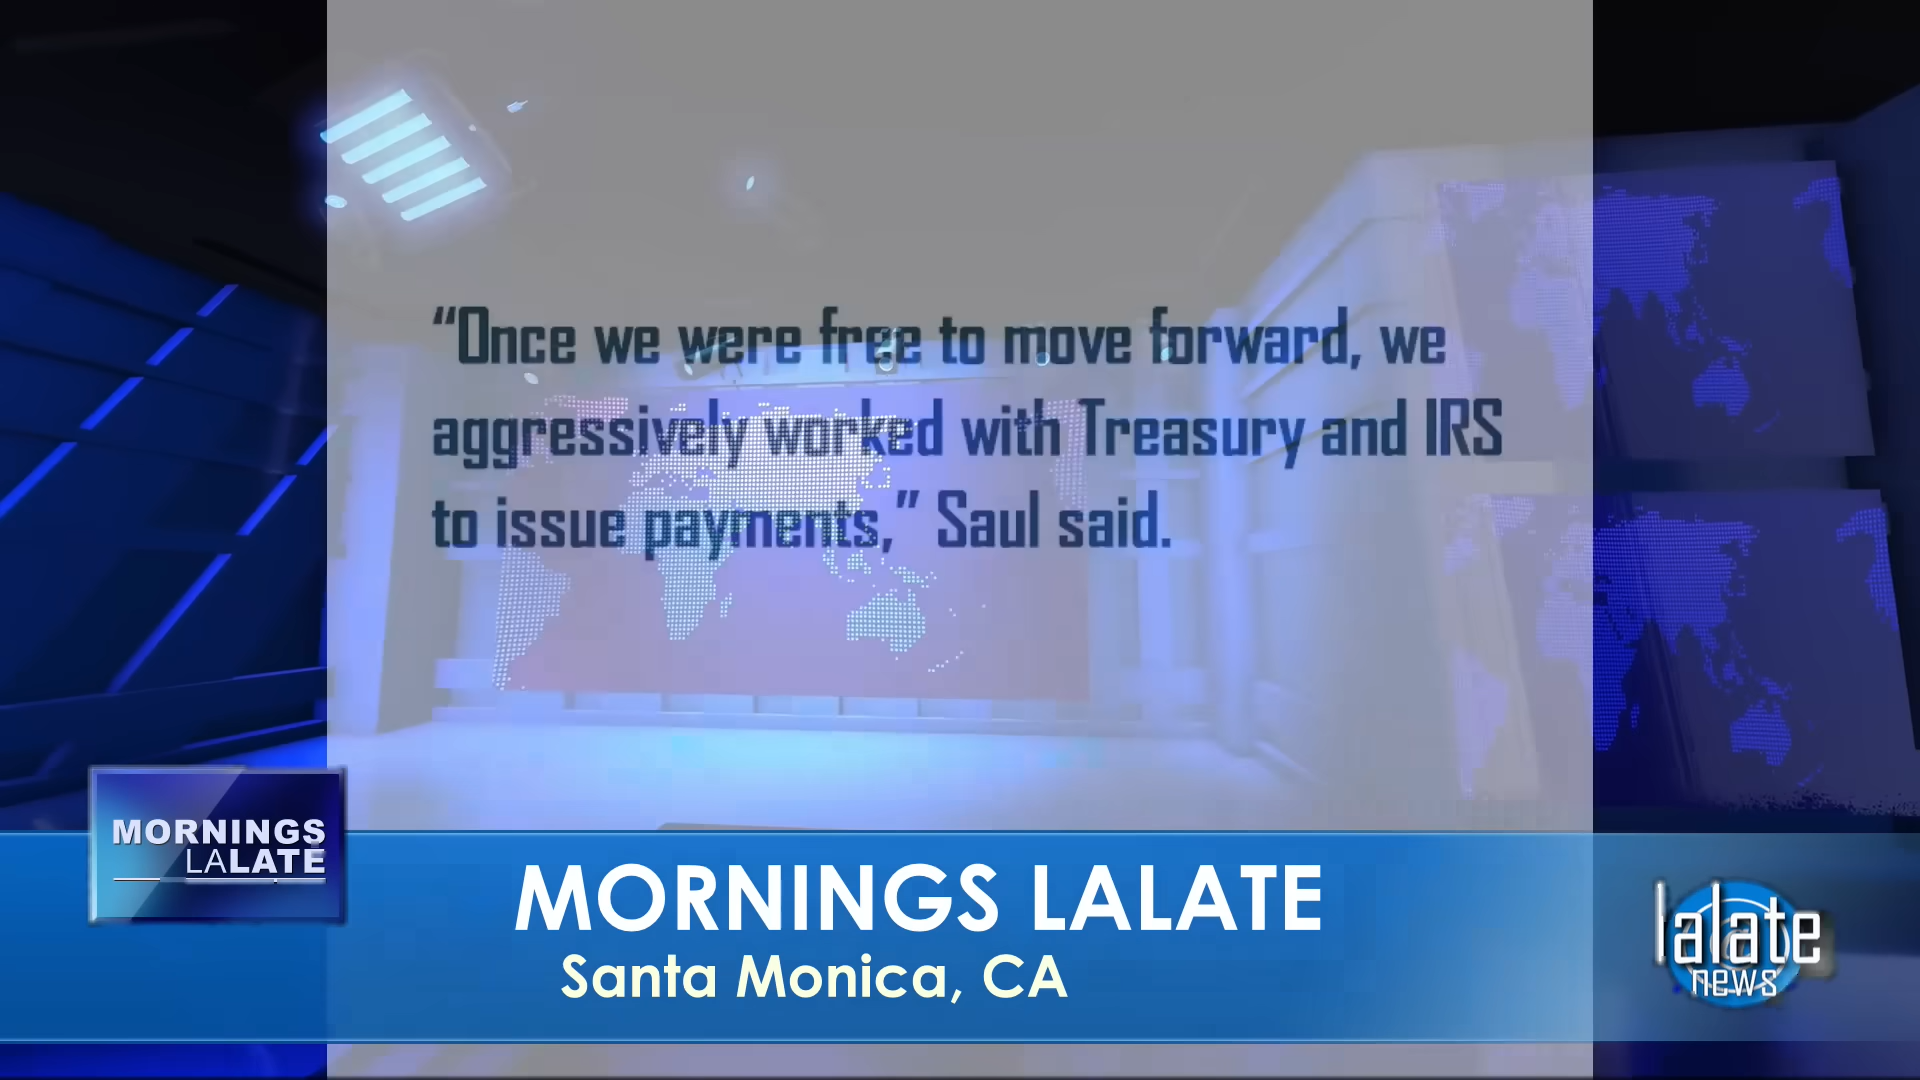 “Once we were free to move forward, we
aggressively worked with Treasury and IRS
to issue payments,” Saul said.
MORNINGS
LALATE
MORNINGS LALATE
Santa Monica, CA
lalate
news